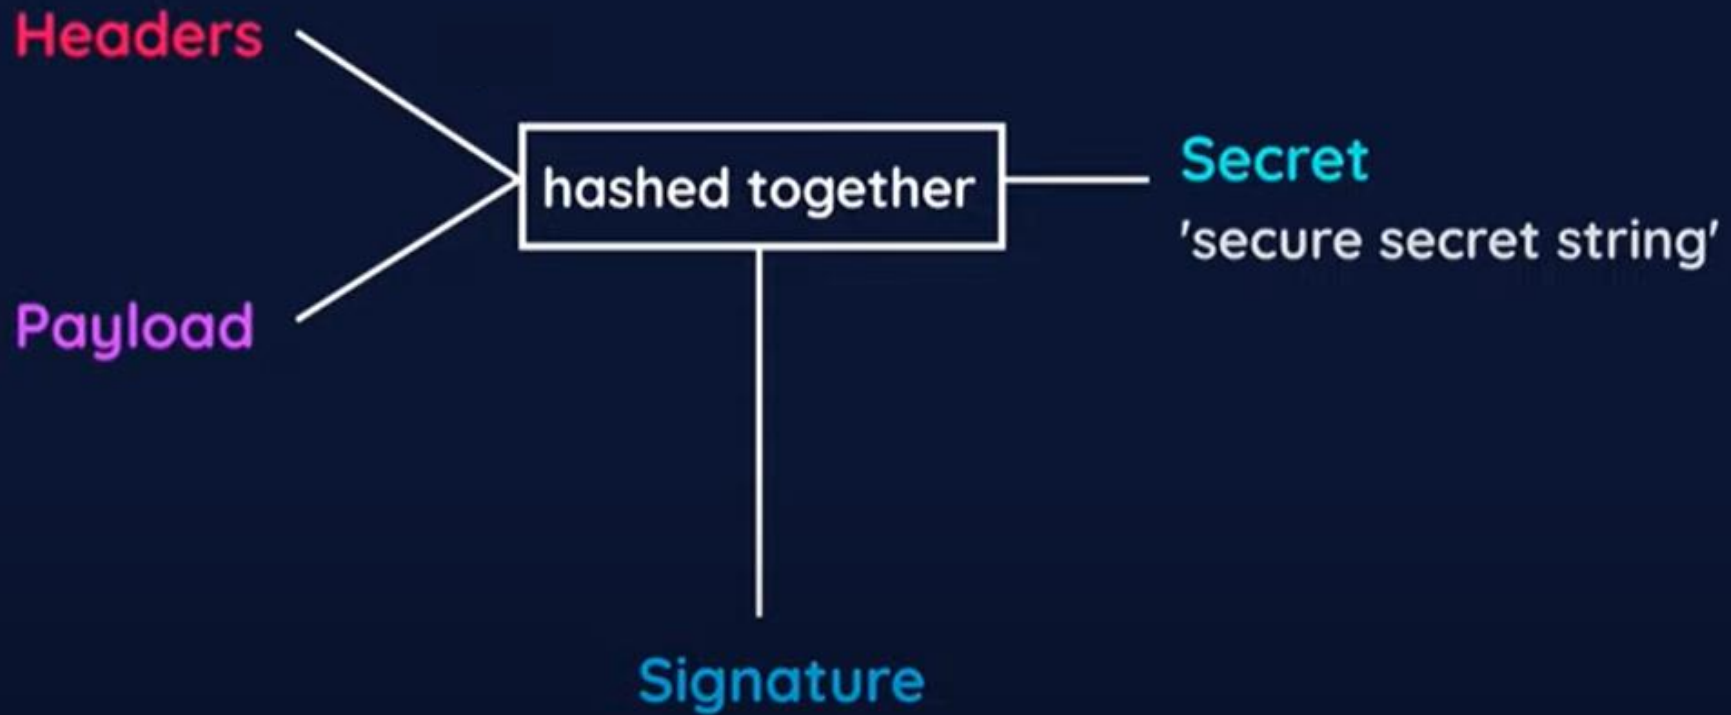 Headers
hashed together
Secret
'secure secret string'
Payload
Signature